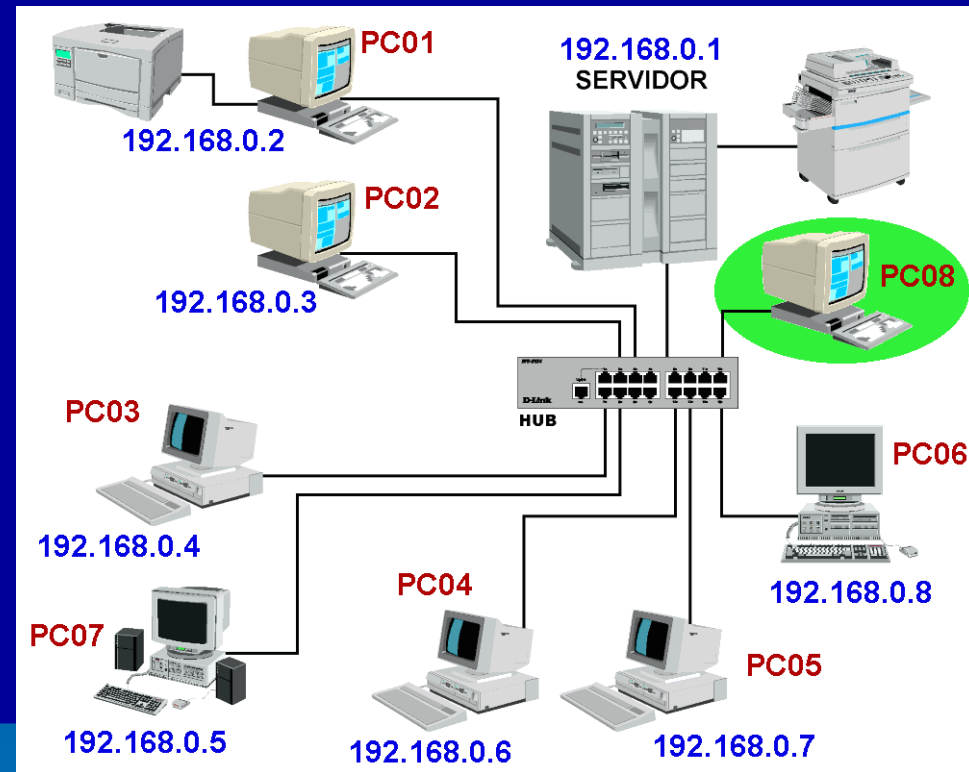 PC01
192.168.0.2
192.168.0.1
SERVIDOR
PC02
192.168.0.3
PC08
D-Link
HUB
PC03
192.168.0.4
PC06
192.168.0.8
PC04
192.168.0.6
PC07
192.168.0.5
PC05
192.168.0.7